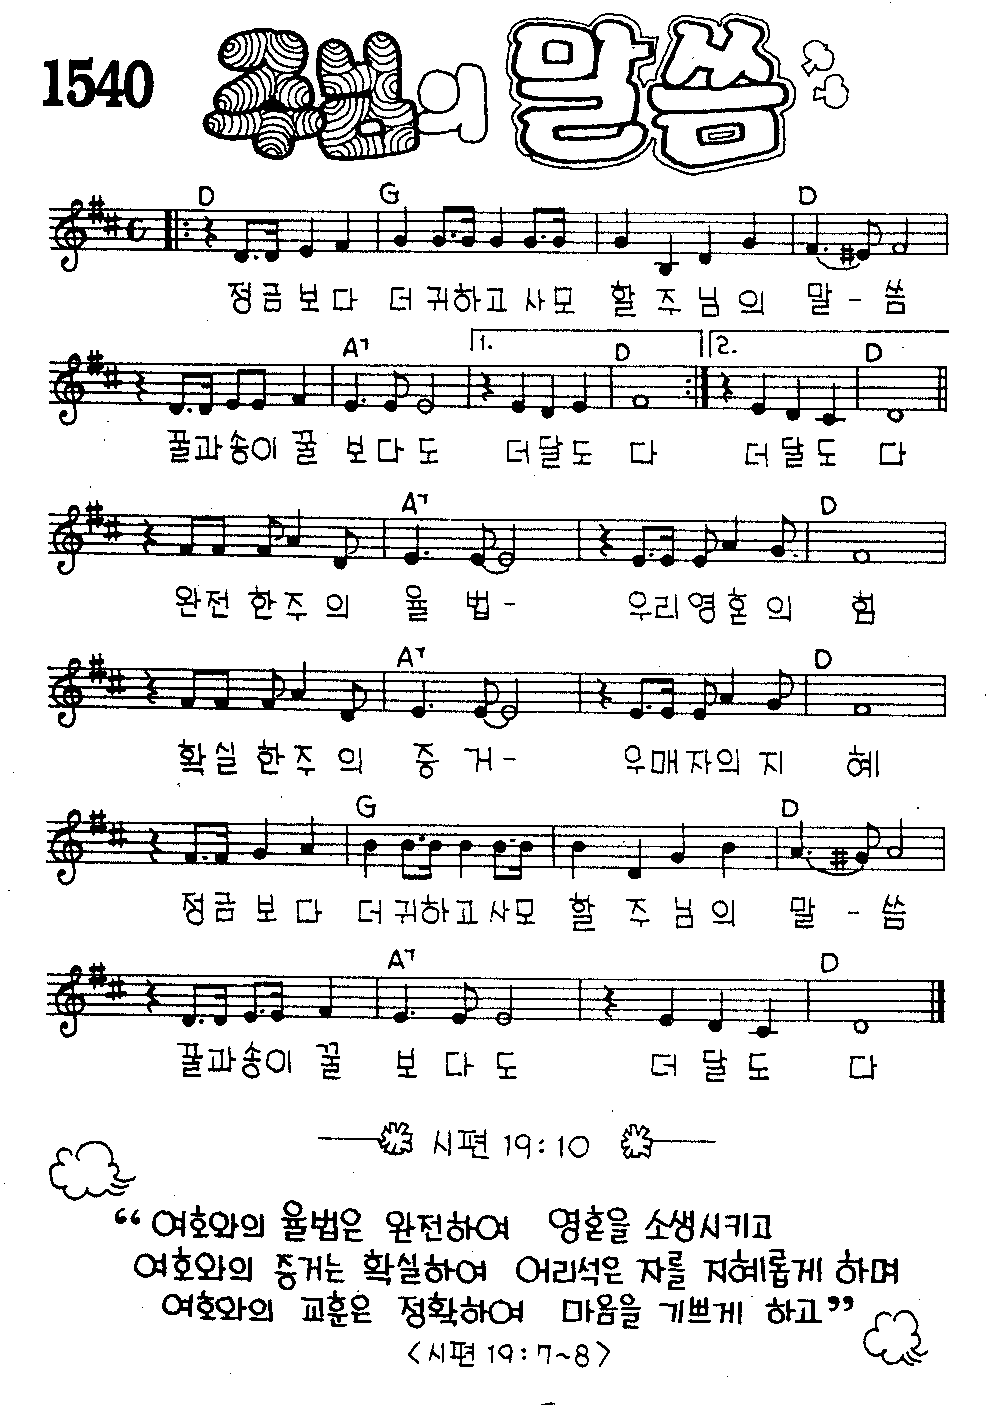 1540 주님의 말씀
D G D
정금보다 더귀하고사모 할주님의 말-씀
A7 1. D 2. D
꿀과송이꿀 보다도 더달도 다 더달도 다
A7 D
완전한주의 율 법- 우리영혼의 힘
A7 D
확실한주의 증 거- 우매자의지 혜
G D
정금보다 더귀하고사모 할 주님의 말-씀
A7 D
꿀과송이 꿀 보다도 더달도 다
시편 19:10
“여호와의 율법은 완전하여 영혼을 소생시키고
여호와의 증거는 확실하여 어리석은 자를 지혜롭게 하며
여호와의 교훈은 정확하여 마음을 기쁘게 하고”
<시편 19:7~8>